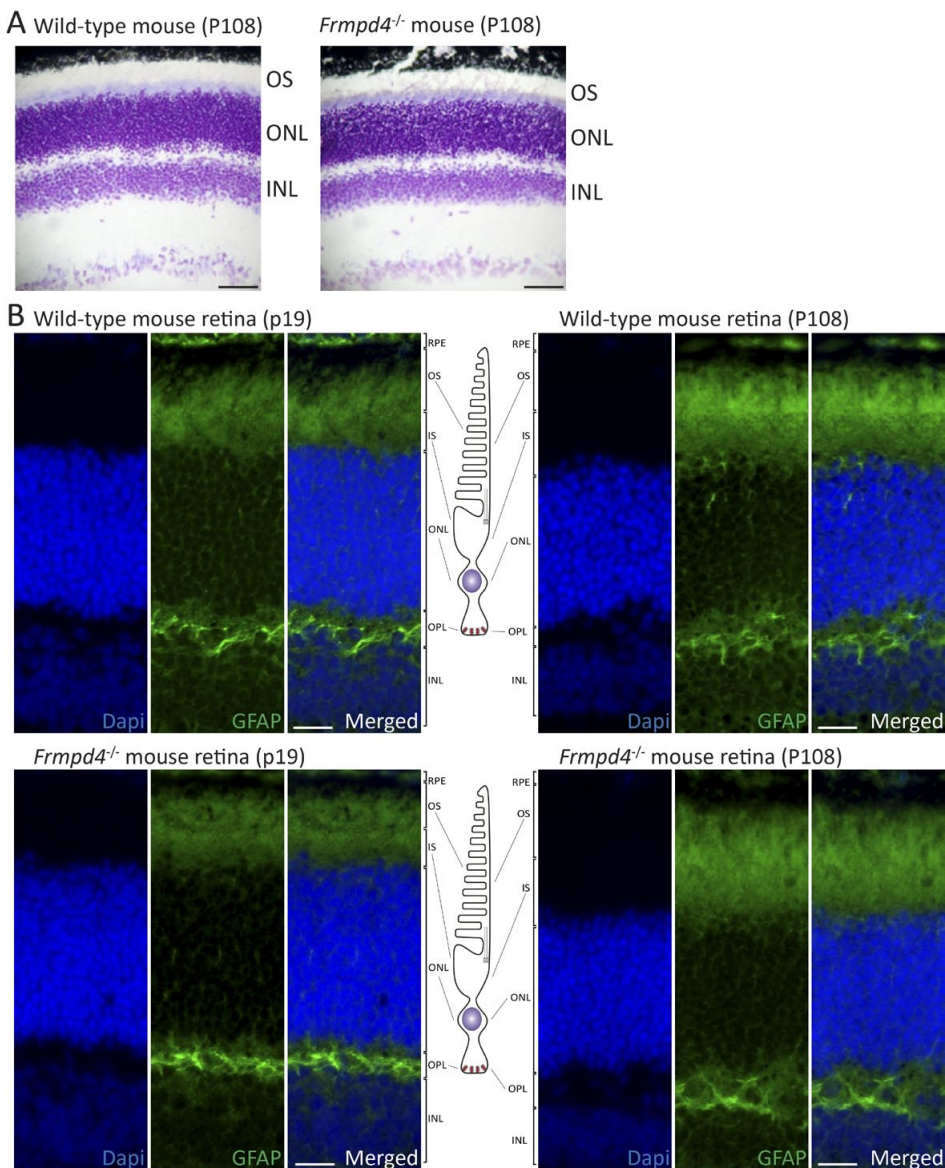 A Wild-type mouse (P108)
Frmpd4-/- mouse (P108)
OS
ONL
INL
OS
ONL
INL
B Wild-type mouse retina (p19)
Wild-type mouse retina (P108)
RPE
OS
IS
ONL
OPL
INL
RPE
OS
IS
ONL
OPL
INL
Dapi
GFAP
Merged
Dapi
GFAP
Merged
Frmpd4-/- mouse retina (p19)
Frmpd4-/- mouse retina (P108)
RPE
OS
IS
ONL
OPL
INL
RPE
OS
IS
ONL
OPL
INL
Dapi
GFAP
Merged
Dapi
GFAP
Merged